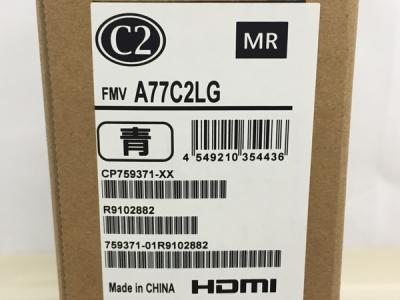 C2
MR
FMV A77C2LG
青
4 549210 354436
CP759371-XX
R9102882
759371-01R9102882
Made in CHINA HDMI